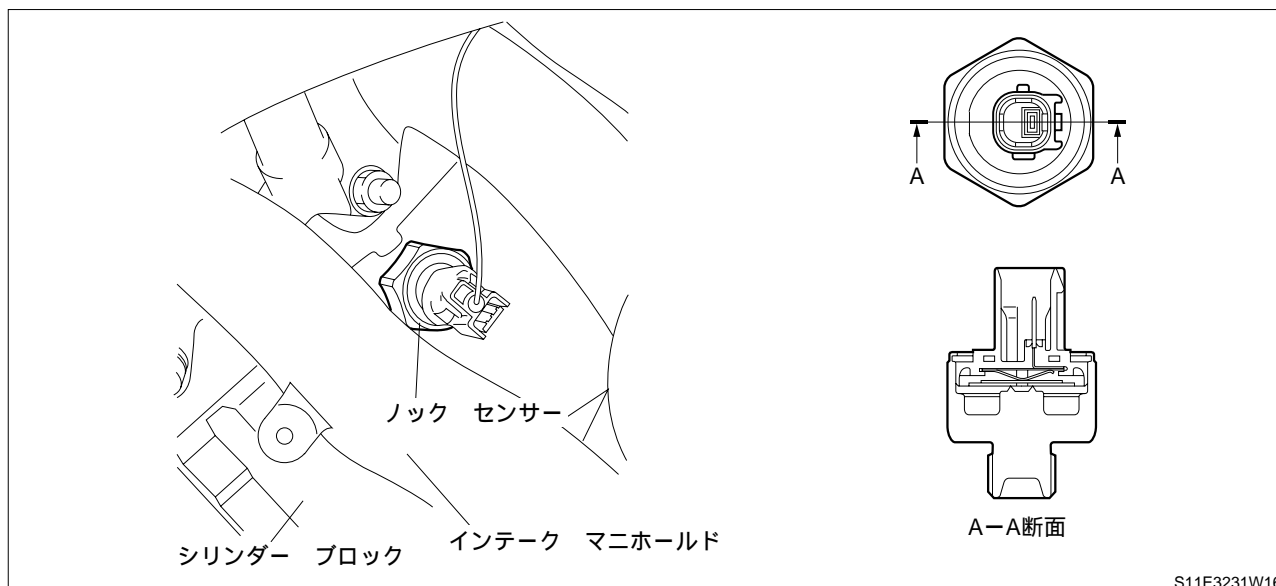 ノック　センサー
シリンダー　ブロック
インテーク　マニホールド
A
A
A－A断面
S11E3231W16